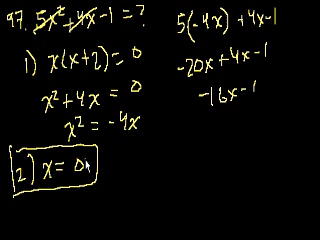 97. 5x² + 4x - 1 = ?
1) x(x+2) = 0
x² + 4x = 0
x² = -4x
2) x = 0
5(-4x) + 4x - 1
-20x + 4x - 1
-16x - 1